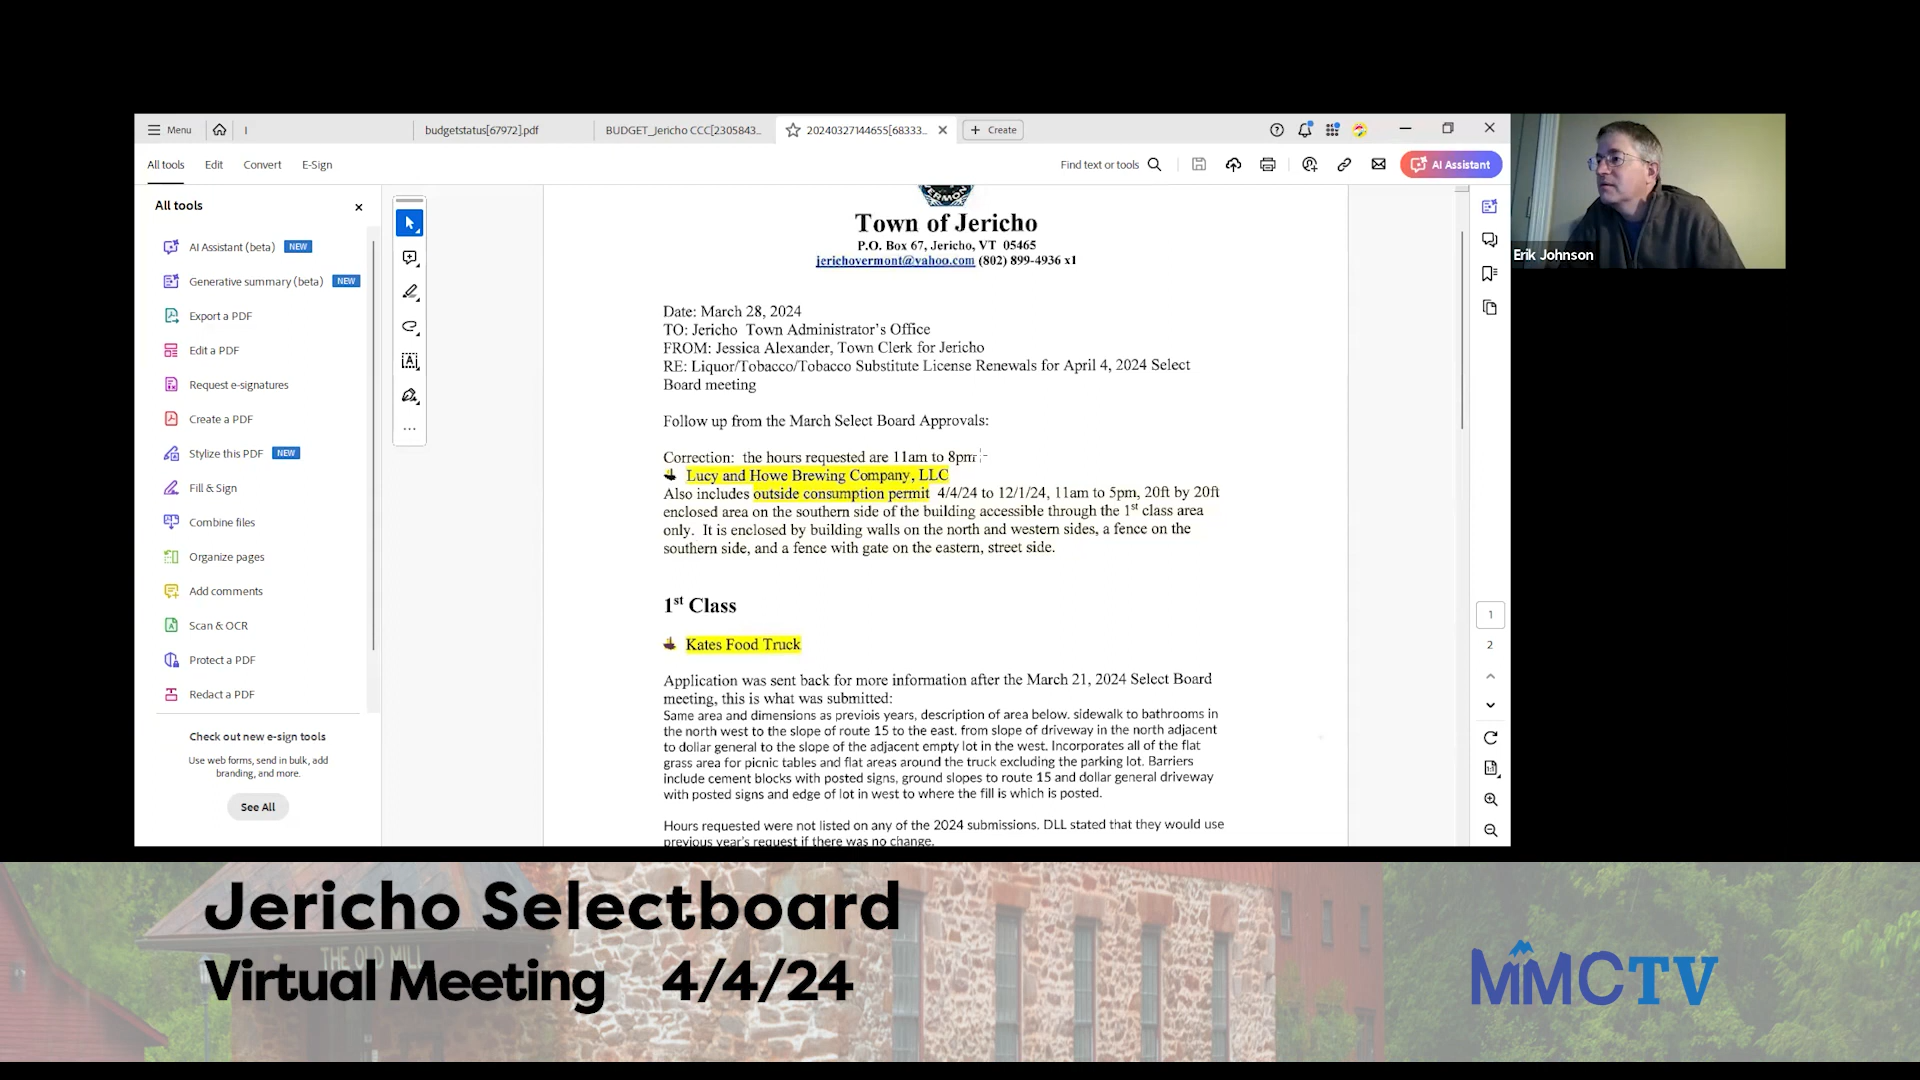 Menu
I
budgetstatus[67972].pdf
BUDGET_Jericho CCC[2305843...
20240327144655[68333...
Create
All tools
Edit
Convert
E-Sign
Find text or tools
AI Assistant
All tools
AI Assistant (beta) NEW
Generative summary (beta) NEW
Export a PDF
Edit a PDF
Request e-signatures
Create a PDF
Stylize this PDF NEW
Fill & Sign
Combine files
Organize pages
Add comments
Scan & OCR
Protect a PDF
Redact a PDF
Check out new e-sign tools
Use web forms, send in bulk, add
branding, and more.
See All
VERMON
Town of Jericho
P.O. Box 67, Jericho, VT 05465
jerichovermont@yahoo.com (802) 899-4936 x1
Date: March 28, 2024
TO: Jericho Town Administrator's Office
FROM: Jessica Alexander, Town Clerk for Jericho
RE: Liquor/Tobacco/Tobacco Substitute License Renewals for April 4, 2024 Select
Board meeting
Follow up from the March Select Board Approvals:
Correction: the hours requested are 11am to 8pm
Lucy and Howe Brewing Company, LLC
Also includes outside consumption permit 4/4/24 to 12/1/24, 11am to 5pm, 20ft by 20ft
enclosed area on the southern side of the building accessible through the 1st class area
only. It is enclosed by building walls on the north and western sides, a fence on the
southern side, and a fence with gate on the eastern, street side.
1st Class
Kates Food Truck
Application was sent back for more information after the March 21, 2024 Select Board
meeting, this is what was submitted:
Same area and dimensions as previois years, description of area below. sidewalk to bathrooms in
the north west to the slope of route 15 to the east. from slope of driveway in the north adjacent
to dollar general to the slope of the adjacent empty lot in the west. Incorporates all of the flat
grass area for picnic tables and flat areas around the truck excluding the parking lot. Barriers
include cement blocks with posted signs, ground slopes to route 15 and dollar general driveway
with posted signs and edge of lot in west to where the fill is which is posted.
Hours requested were not listed on any of the 2024 submissions. DLL stated that they would use
previous year's request if there was no change.
1
2
Erik Johnson
THE OLD MILL
Jericho Selectboard
Virtual Meeting 4/4/24
MMCTV